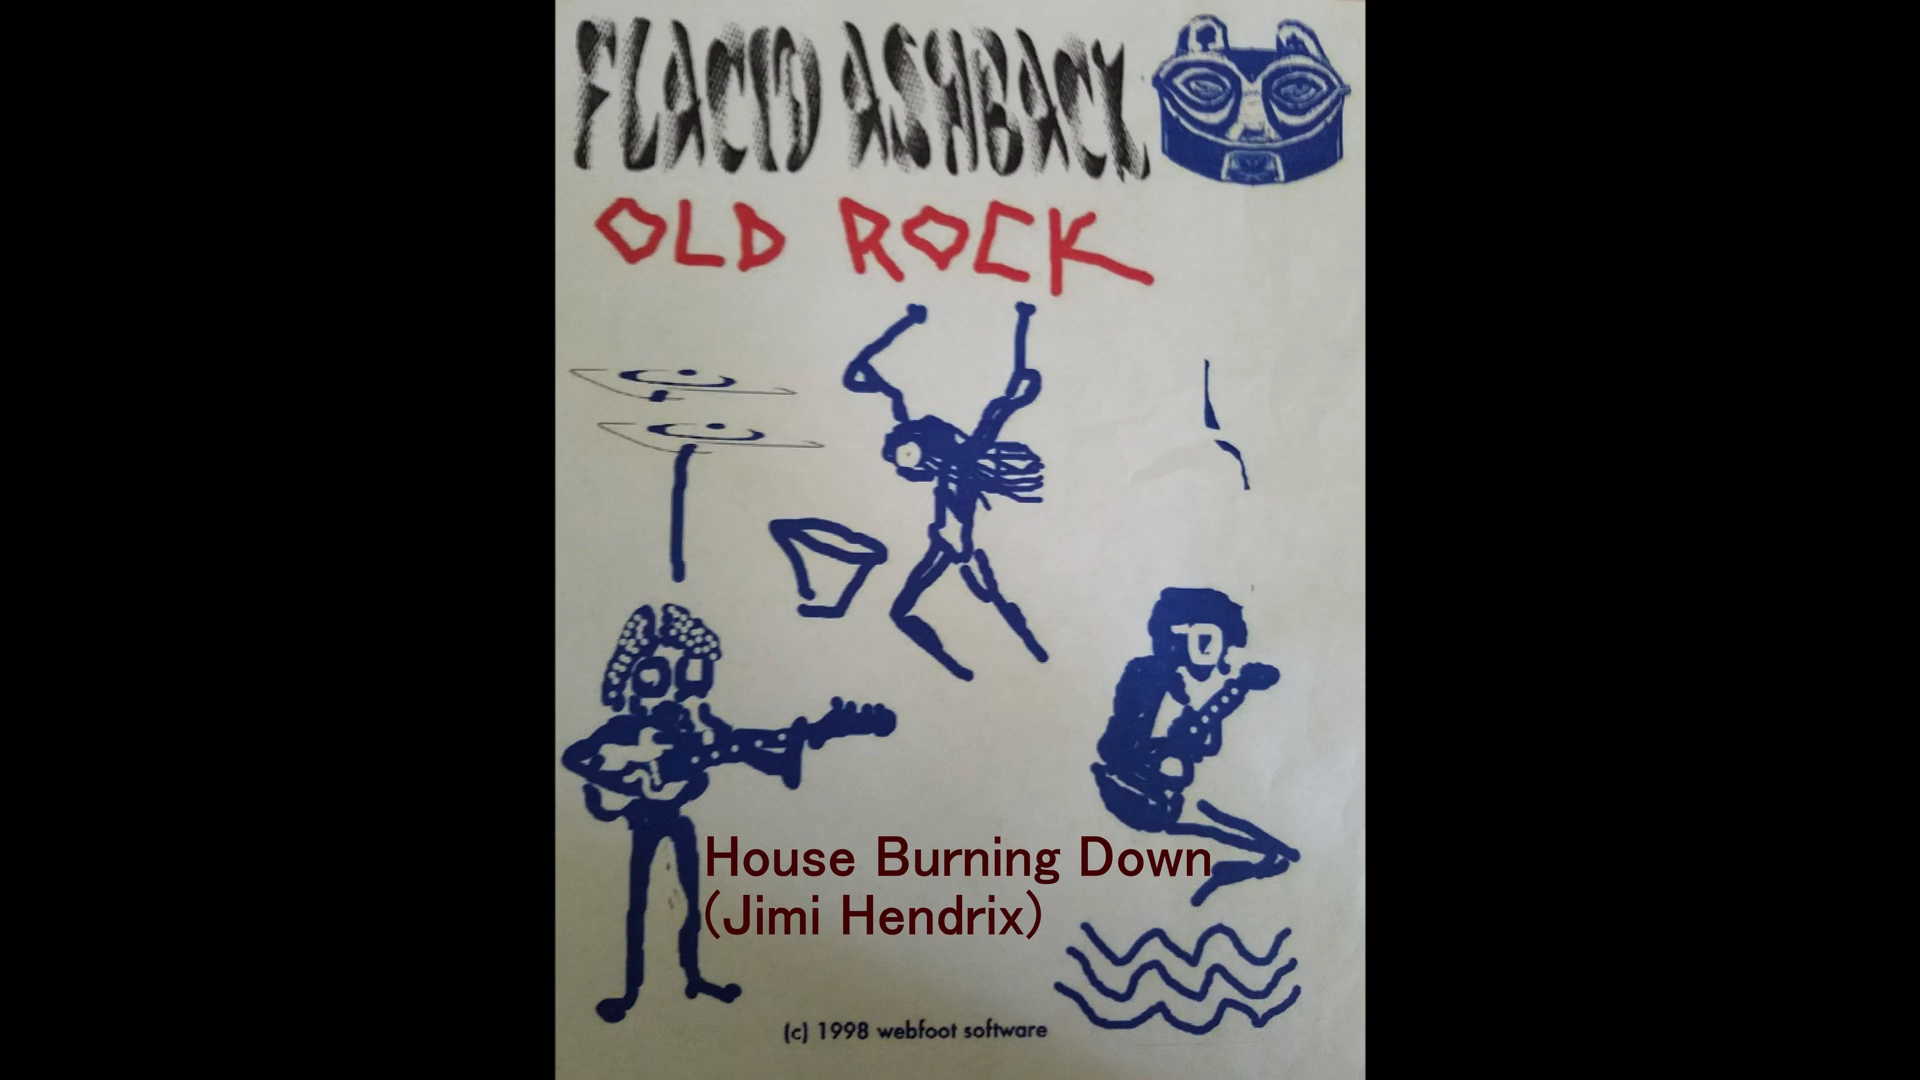 FLACID ASHBACK
OLD ROCK
House Burning Down
(Jimi Hendrix)
(c) 1998 webfoot software